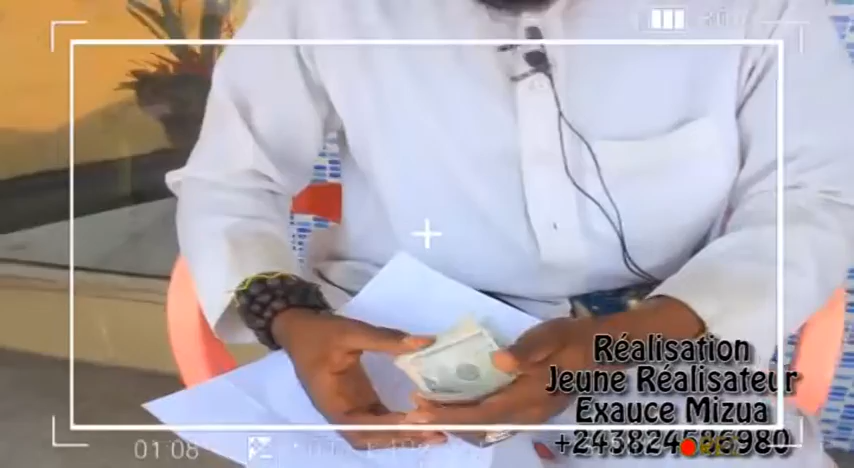 Réalisation
Jeune Réalisateur
Exauce Mizua
+243824586980
01:08